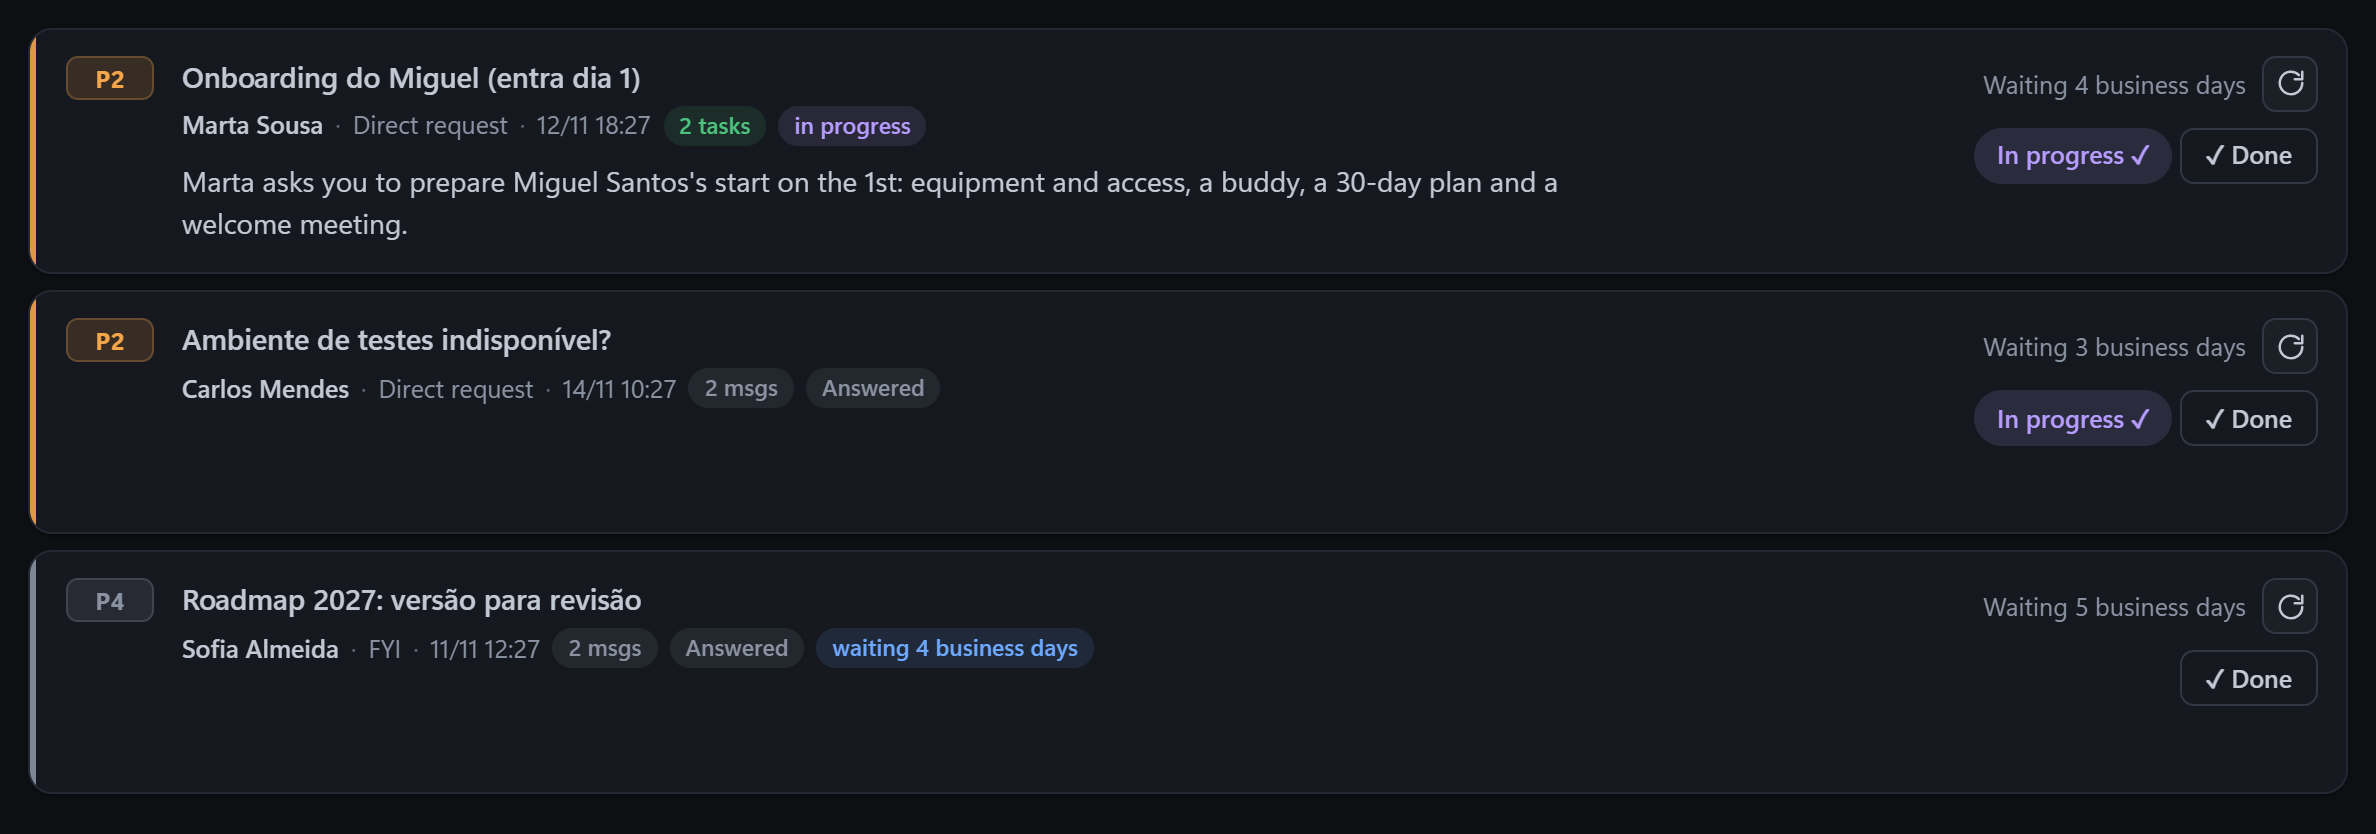 P2 Onboarding do Miguel (entra dia 1) Waiting 4 business days
Marta Sousa · Direct request · 12/11 18:27 2 tasks in progress
In progress ✓ ✓ Done
Marta asks you to prepare Miguel Santos's start on the 1st: equipment and access, a buddy, a 30-day plan and a
welcome meeting.
P2 Ambiente de testes indisponível? Waiting 3 business days
Carlos Mendes · Direct request · 14/11 10:27 2 msgs Answered
In progress ✓ ✓ Done
P4 Roadmap 2027: versão para revisão Waiting 5 business days
Sofia Almeida · FYI · 11/11 12:27 2 msgs Answered waiting 4 business days
✓ Done